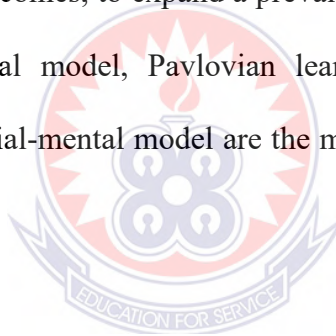 comes, to expand a preva
al model, Pavlovian lear
ial-mental model are the m
EDUCATION FOR SERVICE